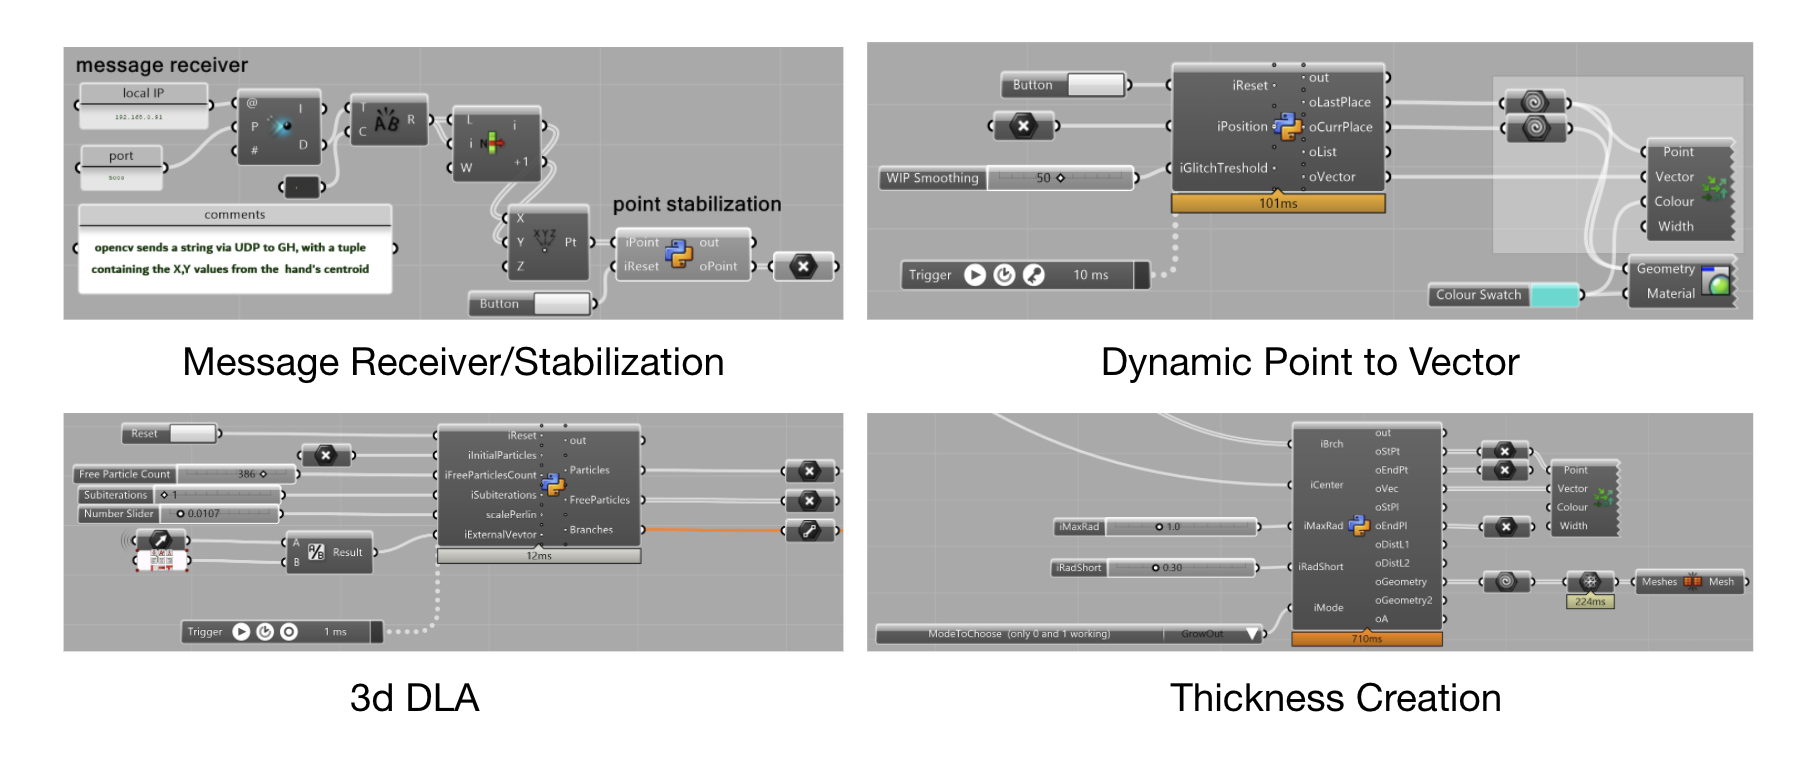 message receiver
local IP
192.168.0.91
@
I
P
#
D
port
5000
T
C
R
L
i
W
i
+1
N
AB
comments
opencv sends a string via UDP to GH, with a tuple
containing the X,Y values from the hand's centroid
X
Y
Z
XYZ
Pt
point stabilization
iPoint
out
iReset
oPoint
Button
Message Receiver/Stabilization
Button
WIP Smoothing
50
iReset
iPosition
iGlitchTreshold
out
oLastPlace
oCurrPlace
oList
oVector
101ms
Trigger
10 ms
Point
Vector
Colour
Width
Geometry
Material
Colour Swatch
Dynamic Point to Vector
Reset
Free Particle Count
386
Subiterations
1
Number Slider
0.0107
A
B
A/B
Result
iReset
iInitialParticles
iFreeParticlesCount
iSubiterations
scalePerlin
iExternalVevtor
out
Particles
FreeParticles
Branches
12ms
Trigger
1 ms
3d DLA
iMaxRad
1.0
iRadShort
0.30
ModeToChoose (only 0 and 1 working)
GrowOut
iBrch
iCenter
iMaxRad
iRadShort
iMode
out
oStPt
oEndPt
oVec
oStPl
oEndPl
oDistL1
oDistL2
oGeometry
oGeometry2
oA
710ms
Point
Vector
Colour
Width
224ms
Meshes
Mesh
Thickness Creation